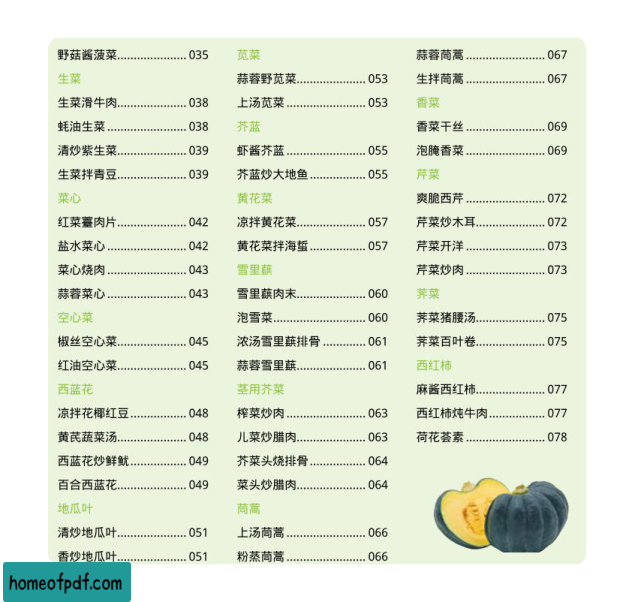 野菇酱菠菜..................... 035
生菜
生菜滑牛肉..................... 038
蚝油生菜........................ 038
清炒紫生菜..................... 039
生菜拌青豆..................... 039
菜心
红菜薹肉片..................... 042
盐水菜心........................ 042
菜心烧肉........................ 043
蒜蓉菜心........................ 043
空心菜
椒丝空心菜..................... 045
红油空心菜..................... 045
西蓝花
凉拌花椰红豆................. 048
黄芪蔬菜汤..................... 048
西蓝花炒鲜鱿................. 049
百合西蓝花..................... 049
地瓜叶
清炒地瓜叶..................... 051
香炒地瓜叶..................... 051
苋菜
蒜蓉野苋菜..................... 053
上汤苋菜........................ 053
芥蓝
虾酱芥蓝........................ 055
芥蓝炒大地鱼................. 055
黄花菜
凉拌黄花菜..................... 057
黄花菜拌海蜇................. 057
雪里蕻
雪里蕻肉末..................... 060
泡雪菜............................ 060
浓汤雪里蕻排骨............. 061
蒜蓉雪里蕻..................... 061
茎用芥菜
榨菜炒肉........................ 063
儿菜炒腊肉..................... 063
芥菜头烧排骨................. 064
菜头炒腊肉..................... 064
茼蒿
上汤茼蒿........................ 066
粉蒸茼蒿........................ 066
蒜蓉茼蒿........................ 067
生拌茼蒿........................ 067
香菜
香菜干丝........................ 069
泡腌香菜........................ 069
芹菜
爽脆西芹........................ 072
芹菜炒木耳..................... 072
芹菜开洋........................ 073
芹菜炒肉........................ 073
荠菜
荠菜猪腰汤..................... 075
荠菜百叶卷..................... 075
西红柿
麻酱西红柿..................... 077
西红柿炖牛肉................. 077
荷花荟素........................ 078
homeofpdf.com